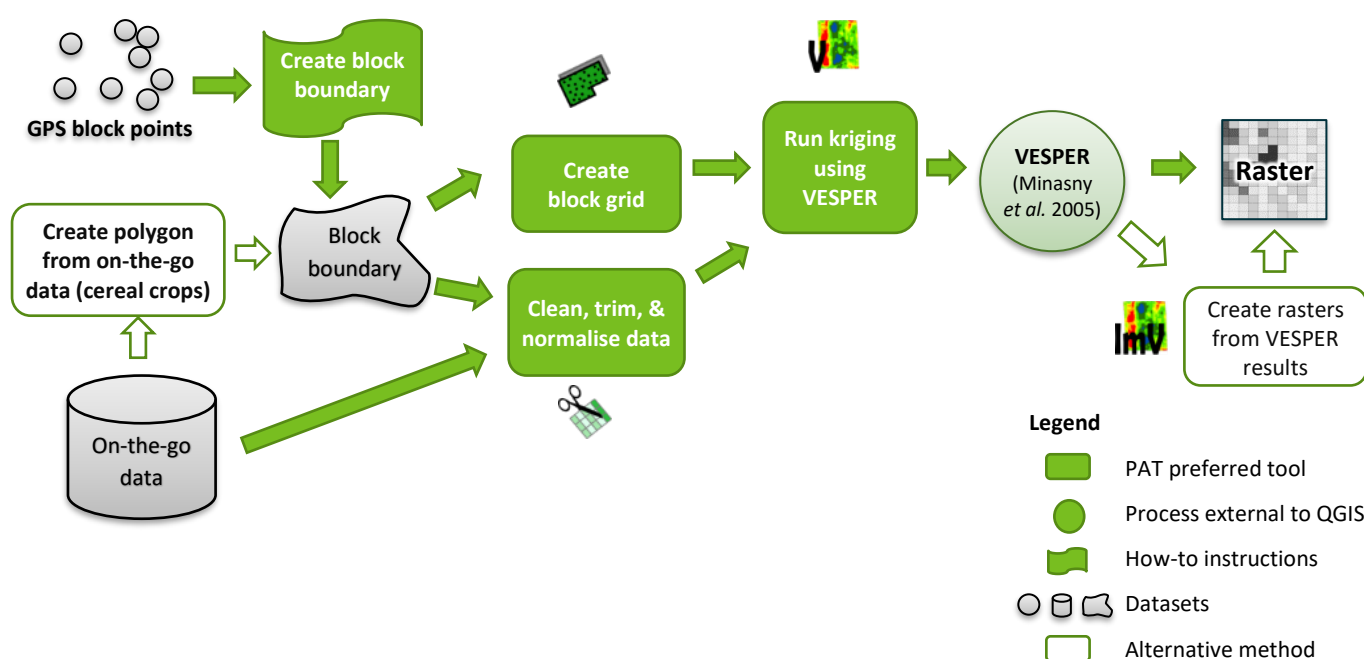 GPS block points
Create block
boundary
Create polygon
from on-the-go
data (cereal crops)
On-the-go
data
Block
boundary
Create
block grid
Clean, trim, &
normalise data
V
Run kriging
using
VESPER
VESPER
(Minasny
et al. 2005)
Raster
ImV
Create rasters
from VESPER
results
Legend
PAT preferred tool
Process external to QGIS
How-to instructions
Datasets
Alternative method